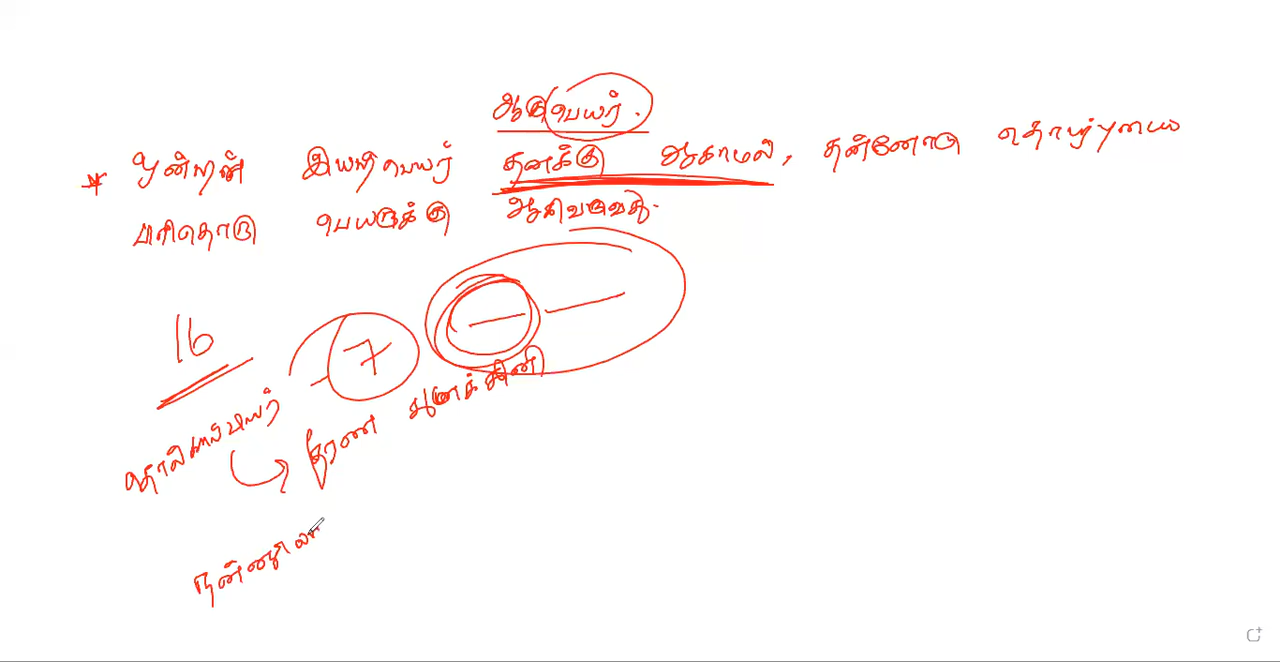 ஆகுபெயர்.
* ஒன்றன் இயற்பெயர் தனக்கு ஆகாமல், தன்னோடு தொடர்புடைய
பிறிதொரு பெயருக்கு ஆகிவருவது.
16
7
தொல்காப்பியர்
நன்னூல்